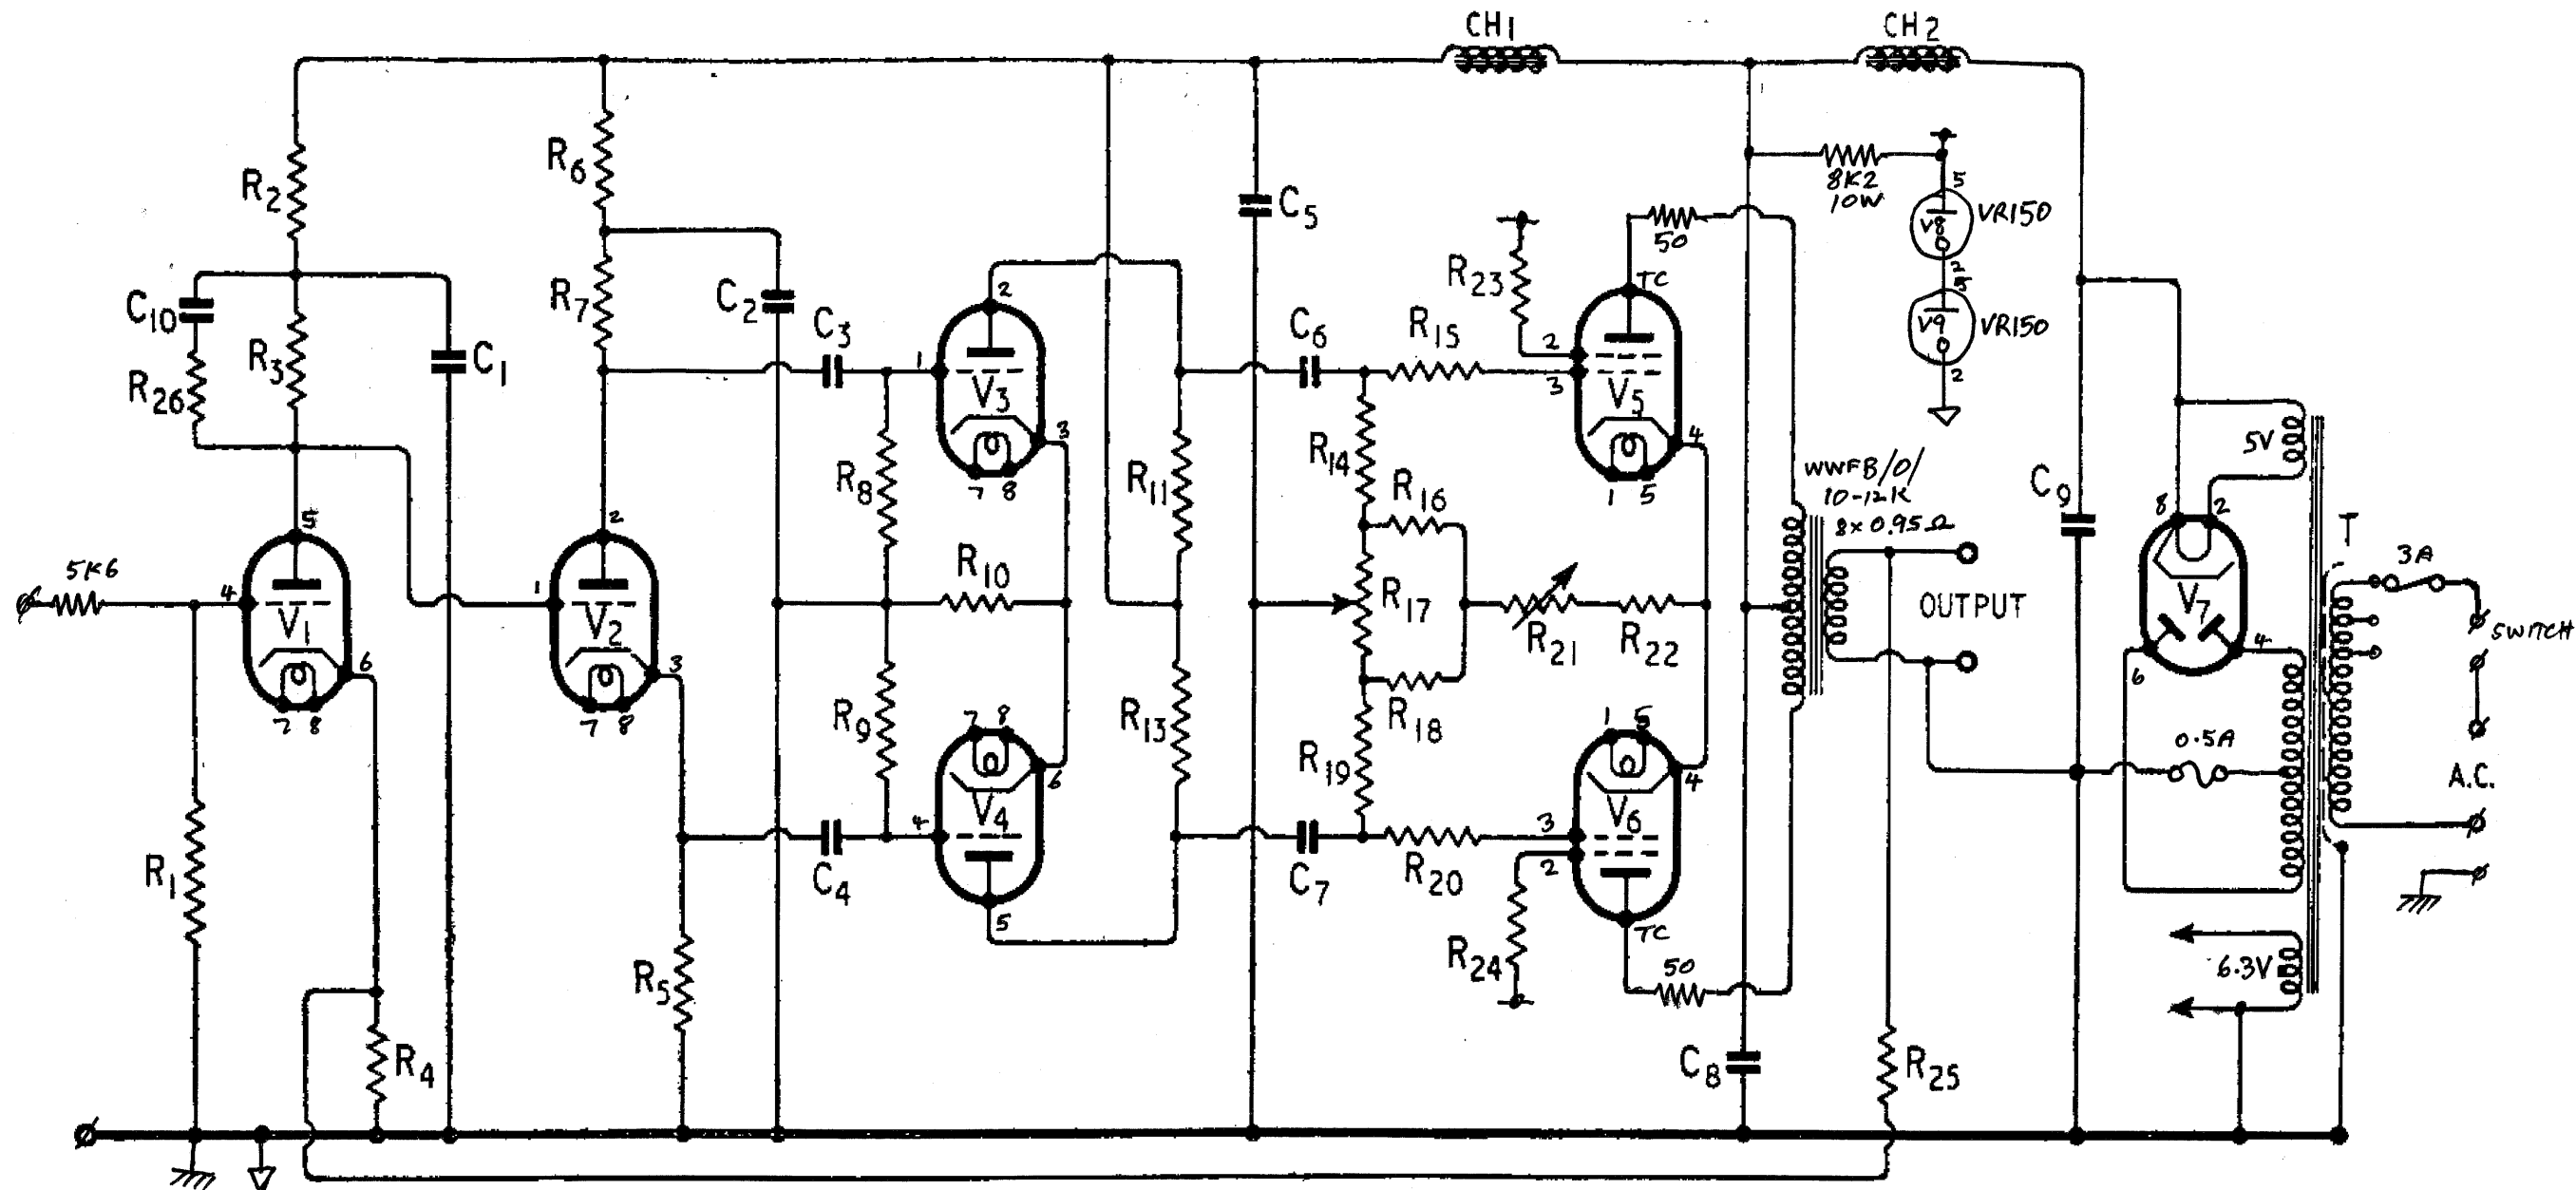 CH1
CH2
R2
R6
C10
R3
R26
C1
R7
C2
C3
C5
8K2
10W
5
V8
VR150
2
5
V9
VR150
2
50
TC
R23
2
3
V5
4
1 5
C6
R15
R14
R16
R17
R18
R19
R21
R22
1
2
V3
3
7 8
R8
R10
R9
R11
R13
5K6
4
5
V1
6
7 8
1
2
V2
3
7 8
R1
R4
R5
C4
7 8
4
V4
6
5
C7
R20
1 5
3
2
V6
4
TC
R24
50
C8
WWFB/0/
10-12K
8x0.95Ω
OUTPUT
R25
C9
5V
8 2
V7
6
4
0.5A
6.3V
T
3A
SWITCH
A.C.